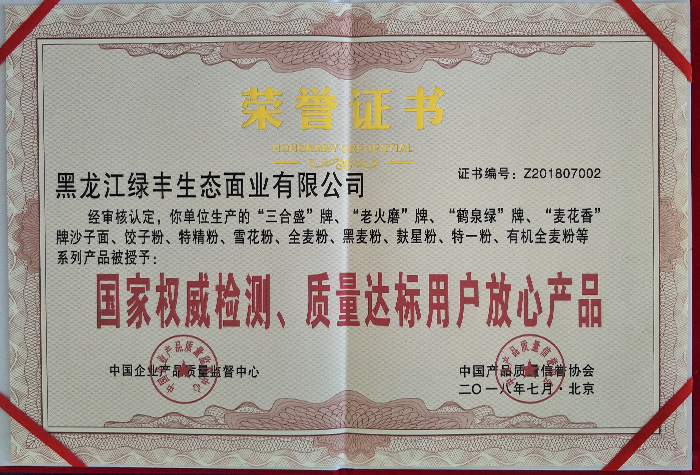 荣誉证书
HONORARY CREDENTIAL
证书编号：Z201807002
黑龙江绿丰生态面业有限公司
经审核认定，你单位生产的“三合盛”牌、“老火磨”牌、“鹤泉绿”牌、“麦花香”
牌沙子面、饺子粉、特精粉、雪花粉、全麦粉、黑麦粉、麸星粉、特一粉、有机全麦粉等
系列产品被授予：
国家权威检测、质量达标用户放心产品
中国企业产品质量监督中心
中国产品质量信誉协会
二〇一八年七月·北京